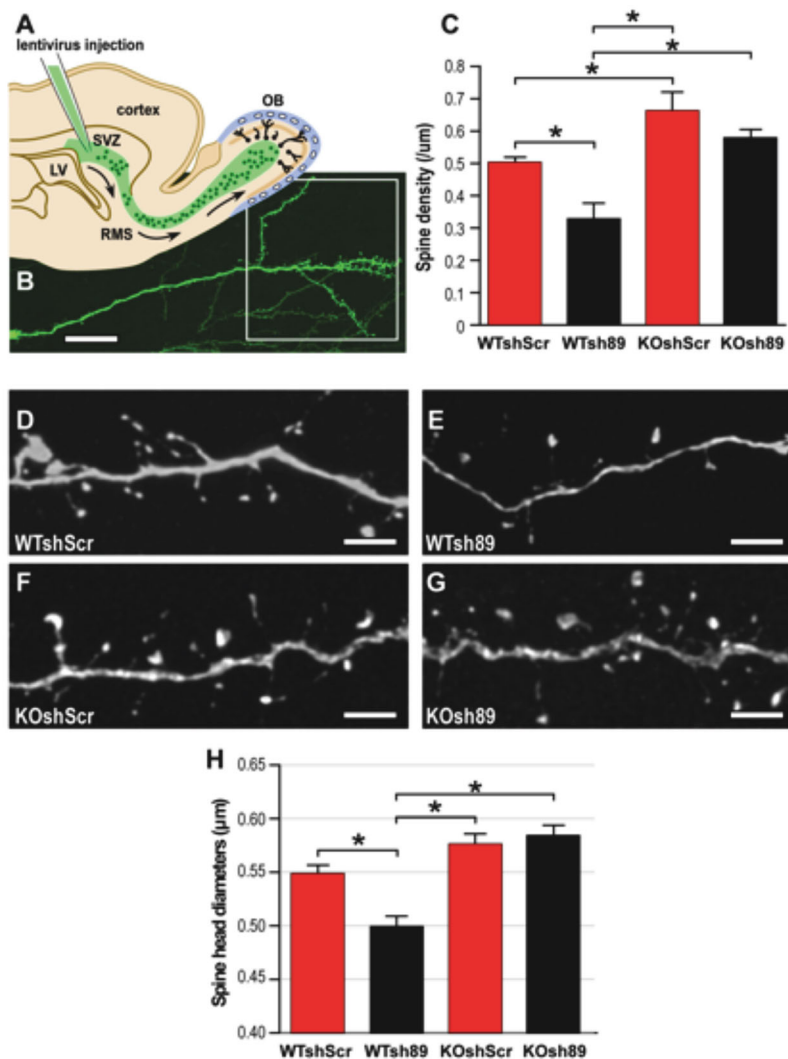 A
lentivirus injection
cortex
OB
SVZ
LV
RMS
B
C
*
*
*
*
Spine density (/um)
0.8
0.7
0.6
0.5
0.4
0.3
0.2
0.1
0
WTshScr WTsh89 KOshScr KOsh89
D
WTshScr
E
WTsh89
F
KOshScr
G
KOsh89
H
*
*
*
Spine head diameters (μm)
0.65
0.60
0.55
0.50
0.45
0.40
WTshScr WTsh89 KOshScr KOsh89